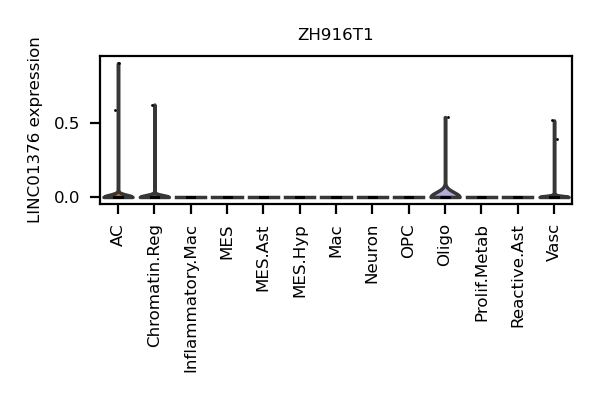 ZH916T1
LINC01376 expression
0.5
0.0
AC
Chromatin.Reg
Inflammatory.Mac
MES
MES.Ast
MES.Hyp
Mac
Neuron
OPC
Oligo
Prolif.Metab
Reactive.Ast
Vasc